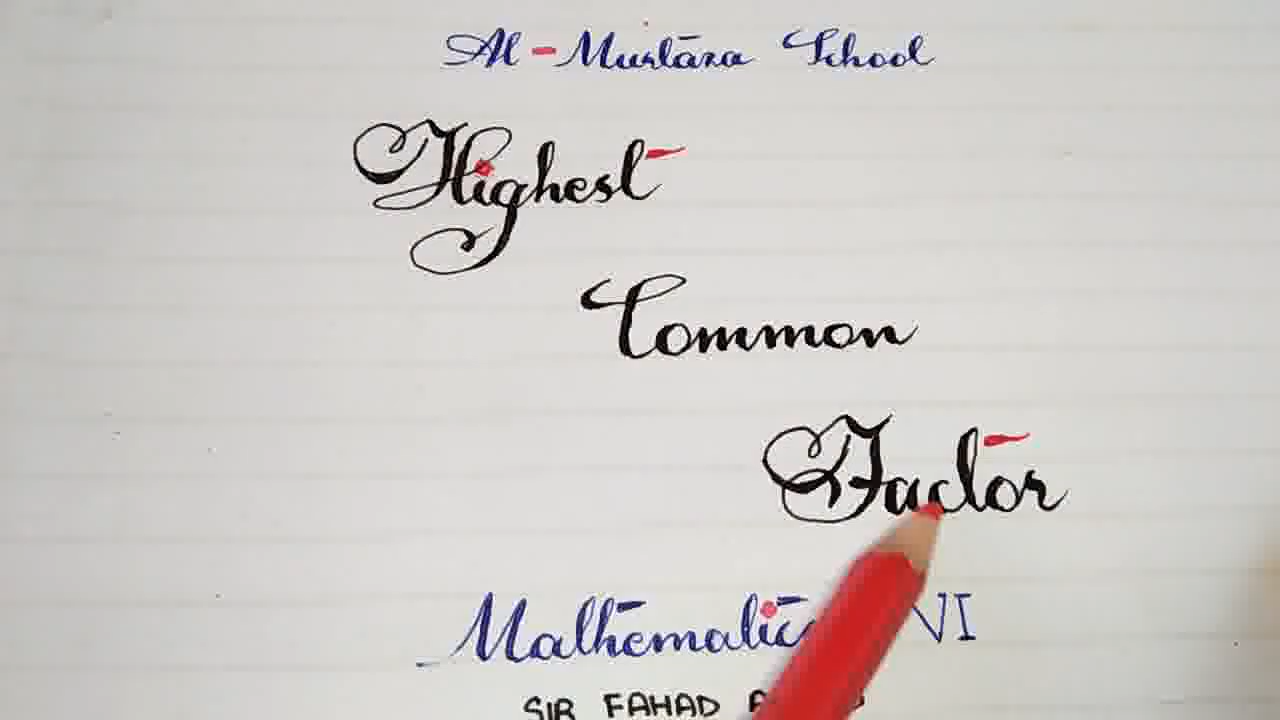 Al-Murtaza School
Highest
Common
Factor
Mathematics VI
SIR FAHAD